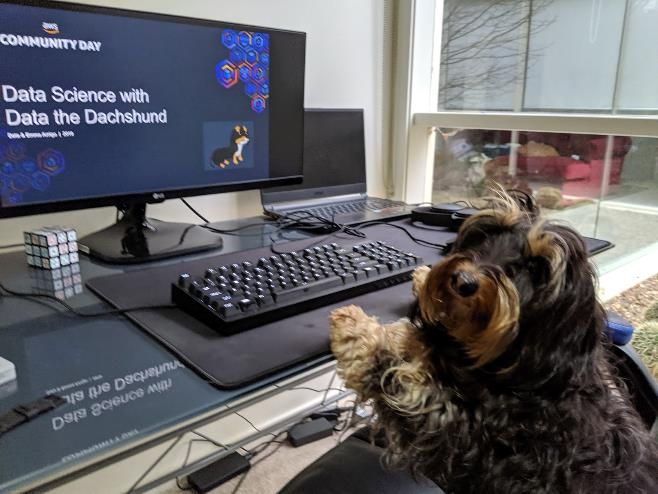 aws
COMMUNITY DAY
Data Science with
Data the Dachshund
LG